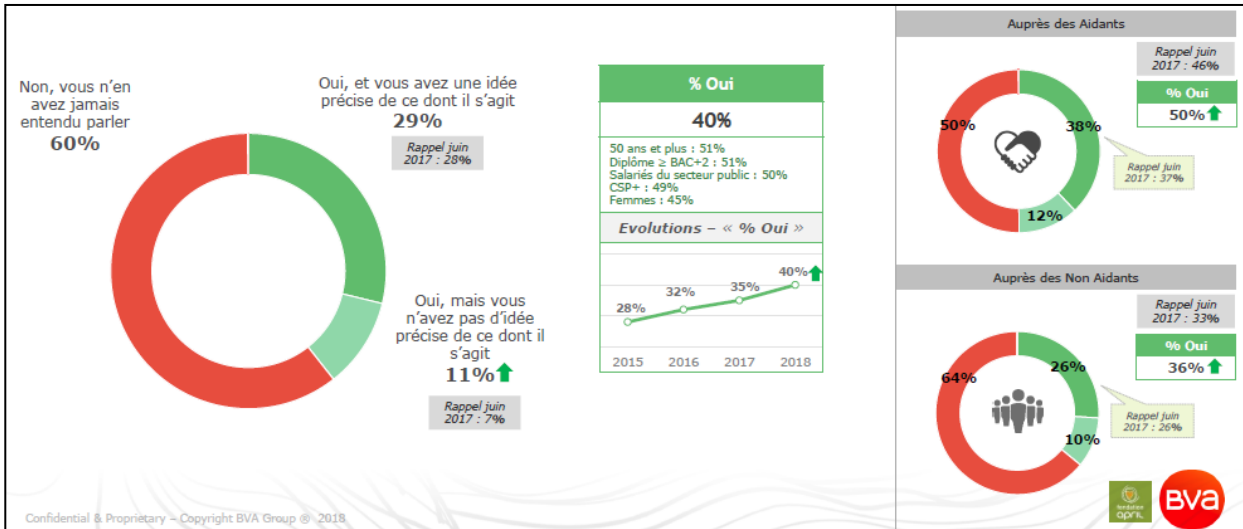 Non, vous n'en
avez jamais
entendu parler
60%
Oui, et vous avez une idée
précise de ce dont il s'agit
29%
Rappel juin
2017 : 28%
Oui, mais vous
n'avez pas d'idée
précise de ce dont il
s'agit
11%
Rappel juin
2017 : 7%
% Oui
40%
50 ans et plus : 51%
Diplôme ≥ BAC+2 : 51%
Salariés du secteur public : 50%
CSP+ : 49%
Femmes : 45%
Evolutions – « % Oui »
28%
32%
35%
40%
2015 2016 2017 2018
Auprès des Aidants
Rappel juin
2017 : 46%
% Oui
50%
50%
38%
12%
Rappel juin
2017 : 37%
Auprès des Non Aidants
Rappel juin
2017 : 33%
% Oui
36%
64%
26%
10%
Rappel juin
2017 : 26%
Confidential & Proprietary – Copyright BVA Group ® 2018
fondation
april
BVA